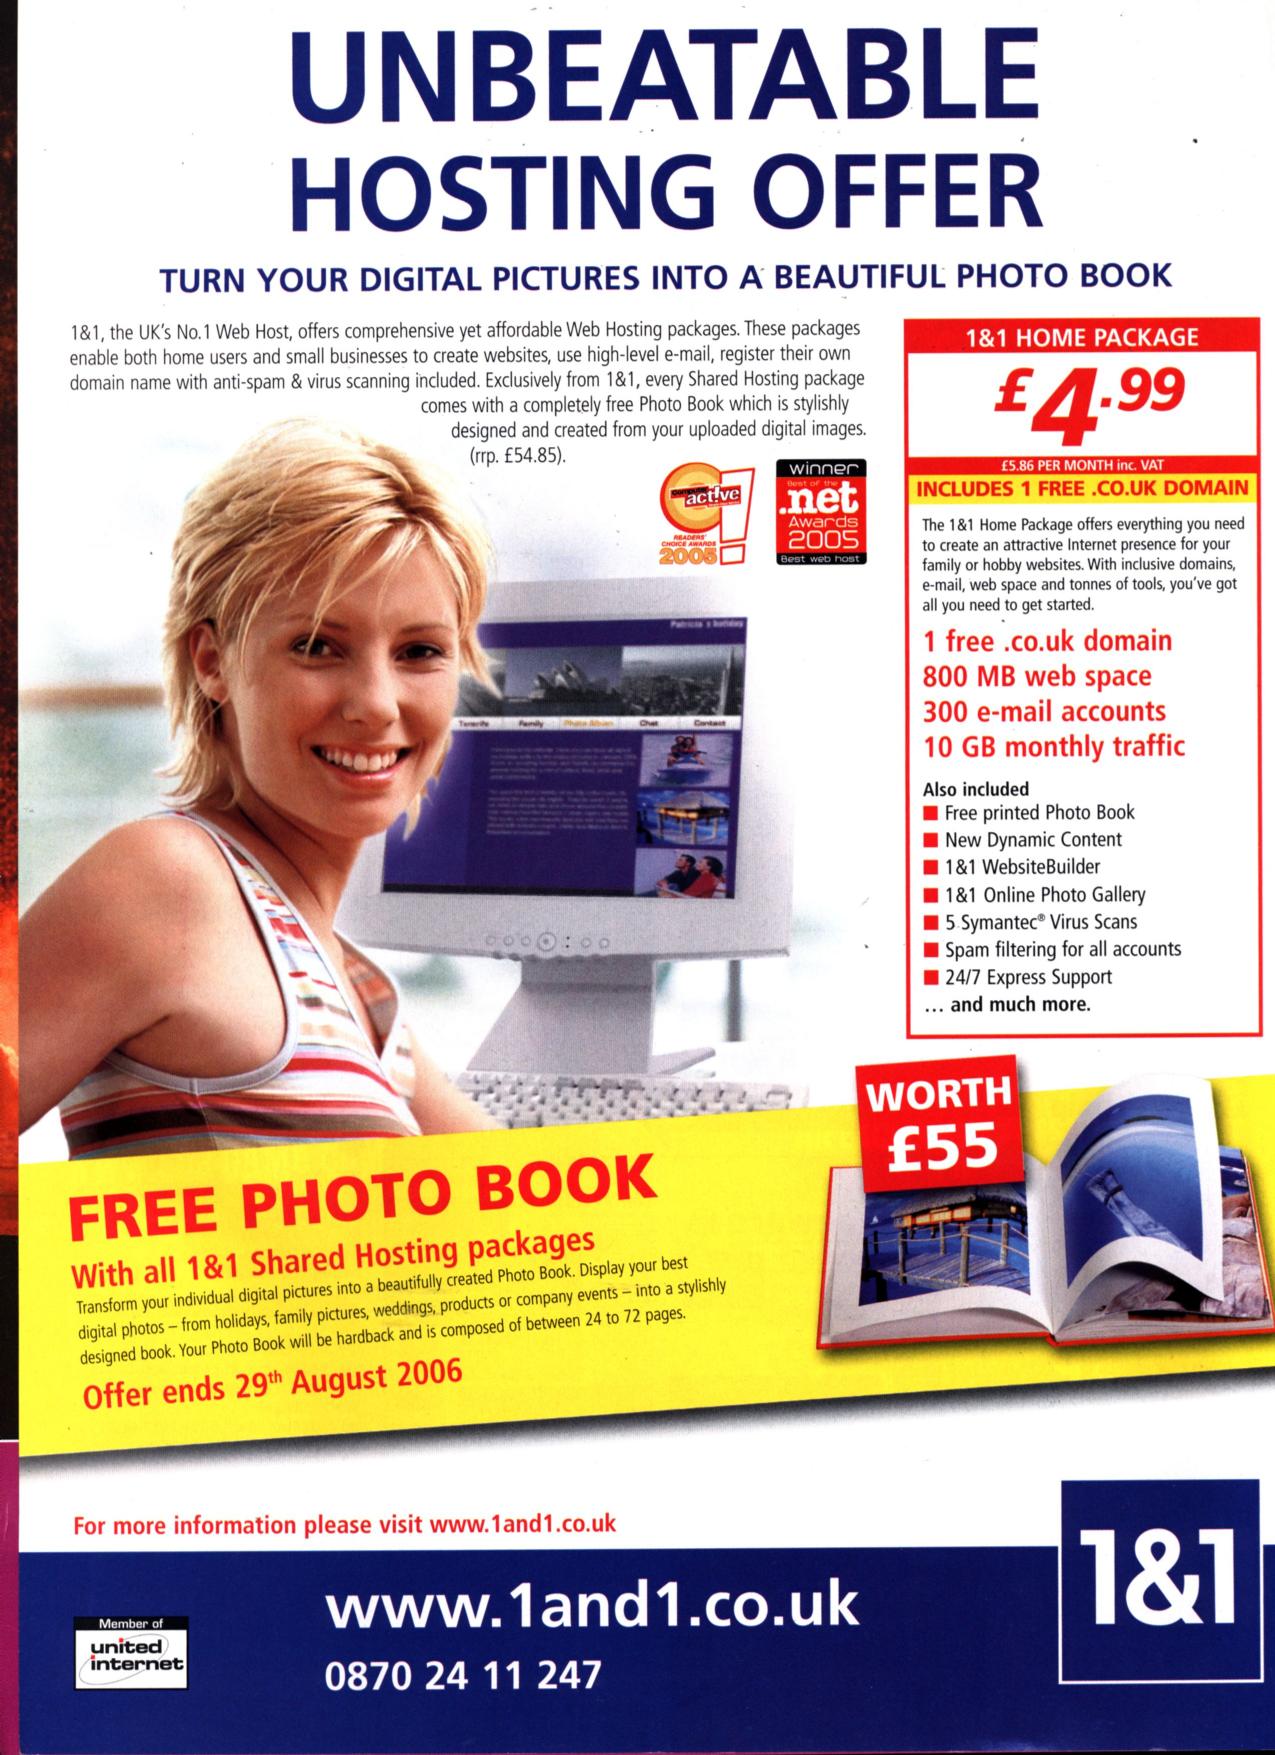 UNBEATABLE
HOSTING OFFER
TURN YOUR DIGITAL PICTURES INTO A BEAUTIFUL PHOTO BOOK
1&1, the UK's No.1 Web Host, offers comprehensive yet affordable Web Hosting packages. These packages
enable both home users and small businesses to create websites, use high-level e-mail, register their own
domain name with anti-spam & virus scanning included. Exclusively from 1&1, every Shared Hosting package
comes with a completely free Photo Book which is stylishly
designed and created from your uploaded digital images.
(rrp. £54.85).
Computer
active
READERS'
CHOICE AWARDS
2005
winner
Best of the
.net
Awards
2005
Best web host
Patricia's holiday
Tenerife Family Photo Album Chat Contact
1&1 HOME PACKAGE
£4.99
£5.86 PER MONTH inc. VAT
INCLUDES 1 FREE .CO.UK DOMAIN
The 1&1 Home Package offers everything you need
to create an attractive Internet presence for your
family or hobby websites. With inclusive domains,
e-mail, web space and tonnes of tools, you've got
all you need to get started.
1 free .co.uk domain
800 MB web space
300 e-mail accounts
10 GB monthly traffic
Also included
■ Free printed Photo Book
■ New Dynamic Content
■ 1&1 WebsiteBuilder
■ 1&1 Online Photo Gallery
■ 5 Symantec® Virus Scans
■ Spam filtering for all accounts
■ 24/7 Express Support
... and much more.
WORTH
£55
FREE PHOTO BOOK
With all 1&1 Shared Hosting packages
Transform your individual digital pictures into a beautifully created Photo Book. Display your best
digital photos – from holidays, family pictures, weddings, products or company events – into a stylishly
designed book. Your Photo Book will be hardback and is composed of between 24 to 72 pages.
Offer ends 29th August 2006
For more information please visit www.1and1.co.uk
1&1
Member of
united
internet
www.1and1.co.uk
0870 24 11 247